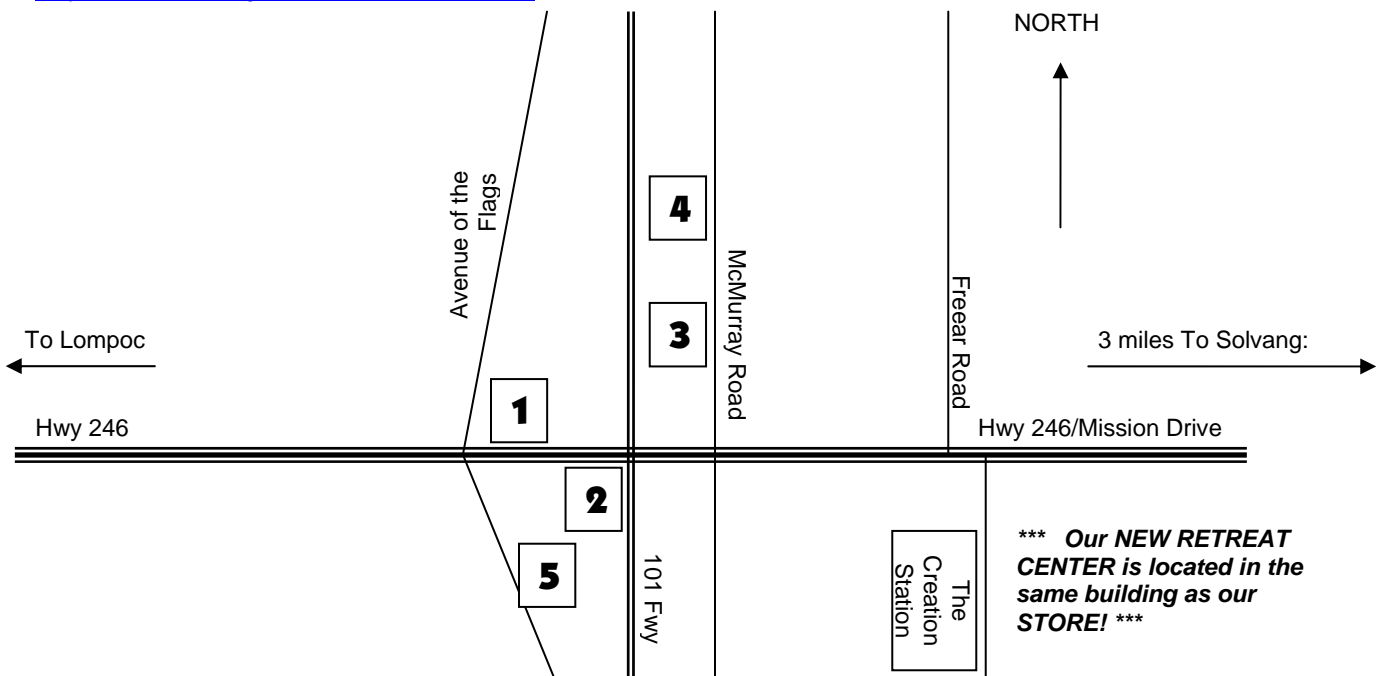 NORTH
Avenue of the
Flags
4
McMurray Road
Freear Road
3
To Lompoc
3 miles To Solvang:
1
Hwy 246
Hwy 246/Mission Drive
2
5
101 Fwy
The
Creation
Station
*** Our NEW RETREAT
CENTER is located in the
same building as our
STORE! ***